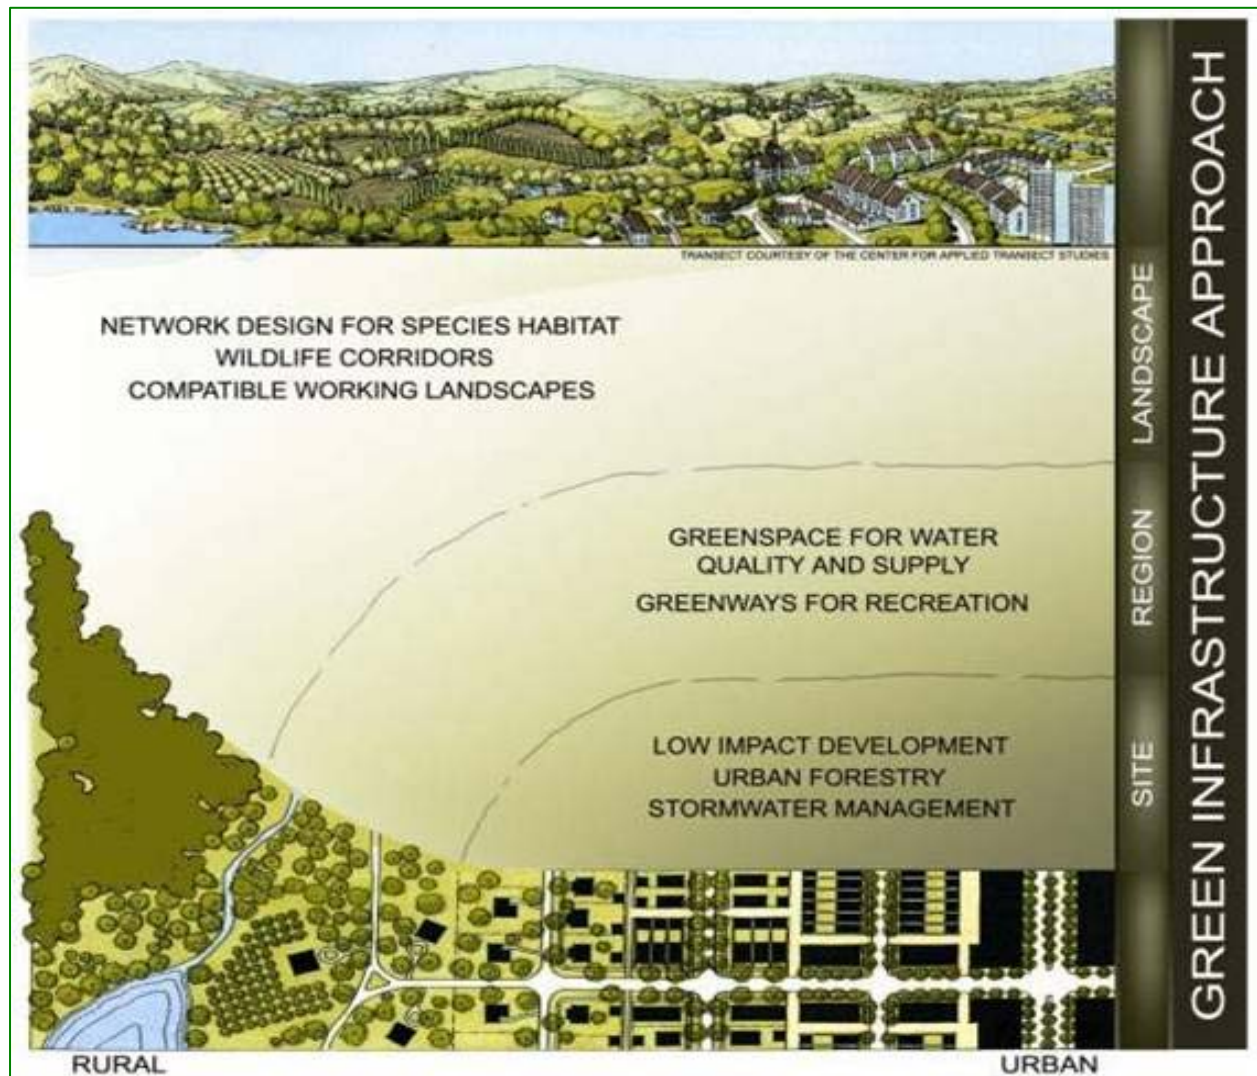 TRANSECT COURTESY OF THE CENTER FOR APPLIED TRANSECT STUDIES
NETWORK DESIGN FOR SPECIES HABITAT
WILDLIFE CORRIDORS
COMPATIBLE WORKING LANDSCAPES
GREENSPACE FOR WATER
QUALITY AND SUPPLY
GREENWAYS FOR RECREATION
LOW IMPACT DEVELOPMENT
URBAN FORESTRY
STORMWATER MANAGEMENT
RURAL
URBAN
LANDSCAPE
REGION
SITE
GREEN INFRASTRUCTURE APPROACH